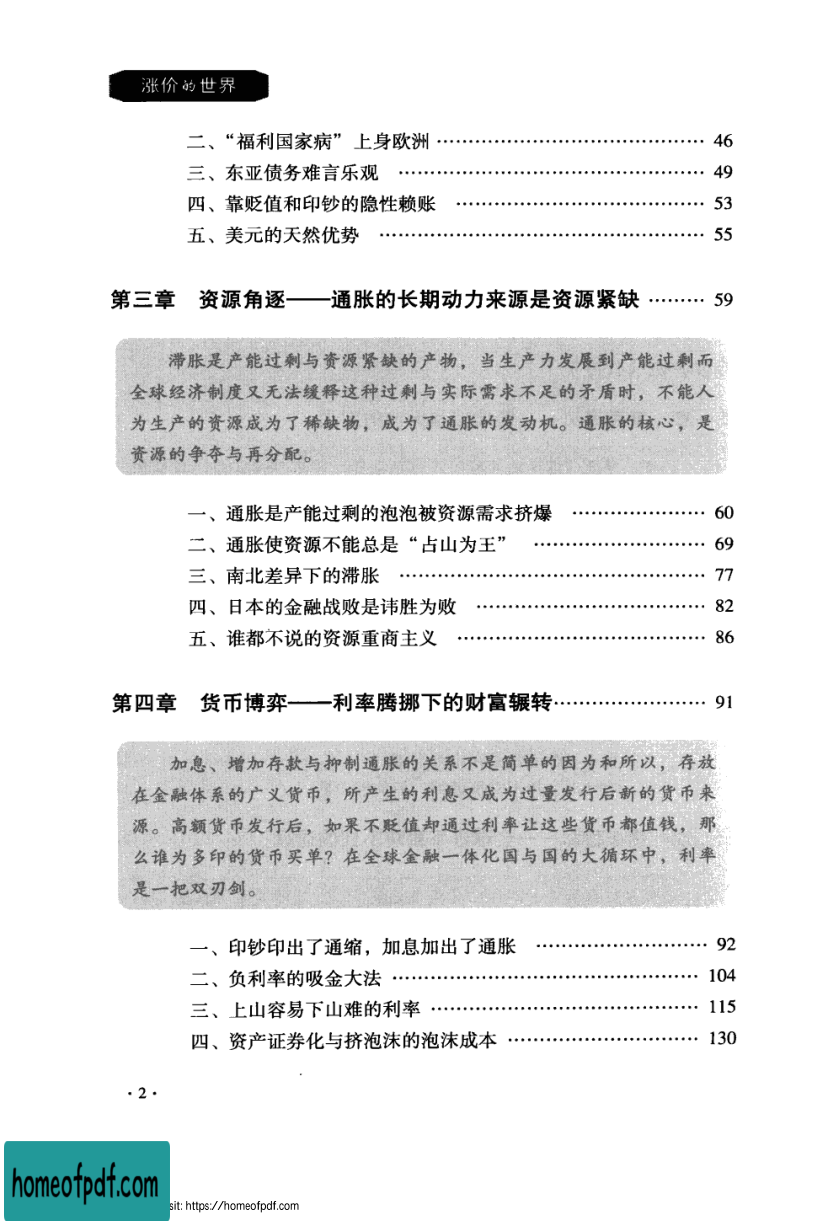 涨价的世界
二、“福利国家病”上身欧洲 …………………………………… 46
三、东亚债务难言乐观 ………………………………………… 49
四、靠贬值和印钞的隐性赖账 ………………………………… 53
五、美元的天然优势 …………………………………………… 55
第三章 资源角逐——通胀的长期动力来源是资源紧缺 ……… 59
滞胀是产能过剩与资源紧缺的产物，当生产力发展到产能过剩而
全球经济制度又无法缓释这种过剩与实际需求不足的矛盾时，不能人
为生产的资源成为了稀缺物，成为了通胀的发动机。通胀的核心，是
资源的争夺与再分配。
一、通胀是产能过剩的泡泡被资源需求挤爆 ………………… 60
二、通胀使资源不能总是“占山为王” ……………………… 69
三、南北差异下的滞胀 ………………………………………… 77
四、日本的金融战败是讳胜为败 ……………………………… 82
五、谁都不说的资源重商主义 ………………………………… 86
第四章 货币博弈——利率腾挪下的财富辗转…………………… 91
加息、增加存款与抑制通胀的关系不是简单的因为和所以，存放
在金融体系的广义货币，所产生的利息又成为过量发行后新的货币来
源。高额货币发行后，如果不贬值却通过利率让这些货币都值钱，那
么谁为多印的货币买单？在全球金融一体化国与国的大循环中，利率
是一把双刃剑。
一、印钞印出了通缩，加息加出了通胀 ……………………… 92
二、负利率的吸金大法 ………………………………………… 104
三、上山容易下山难的利率 …………………………………… 115
四、资产证券化与挤泡沫的泡沫成本 ………………………… 130
·2·
homeofpdf.com
sit: https://homeofpdf.com